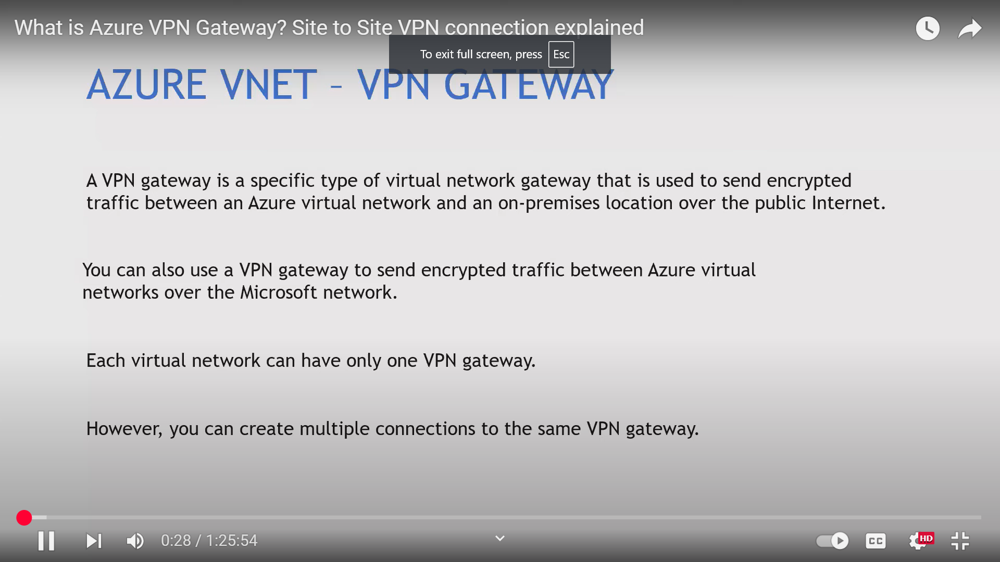 What is Azure VPN Gateway? Site to Site VPN connection explained
To exit full screen, press Esc
AZURE VNET – VPN GATEWAY
A VPN gateway is a specific type of virtual network gateway that is used to send encrypted
traffic between an Azure virtual network and an on-premises location over the public Internet.
You can also use a VPN gateway to send encrypted traffic between Azure virtual
networks over the Microsoft network.
Each virtual network can have only one VPN gateway.
However, you can create multiple connections to the same VPN gateway.
0:28 / 1:25:54
CC
HD